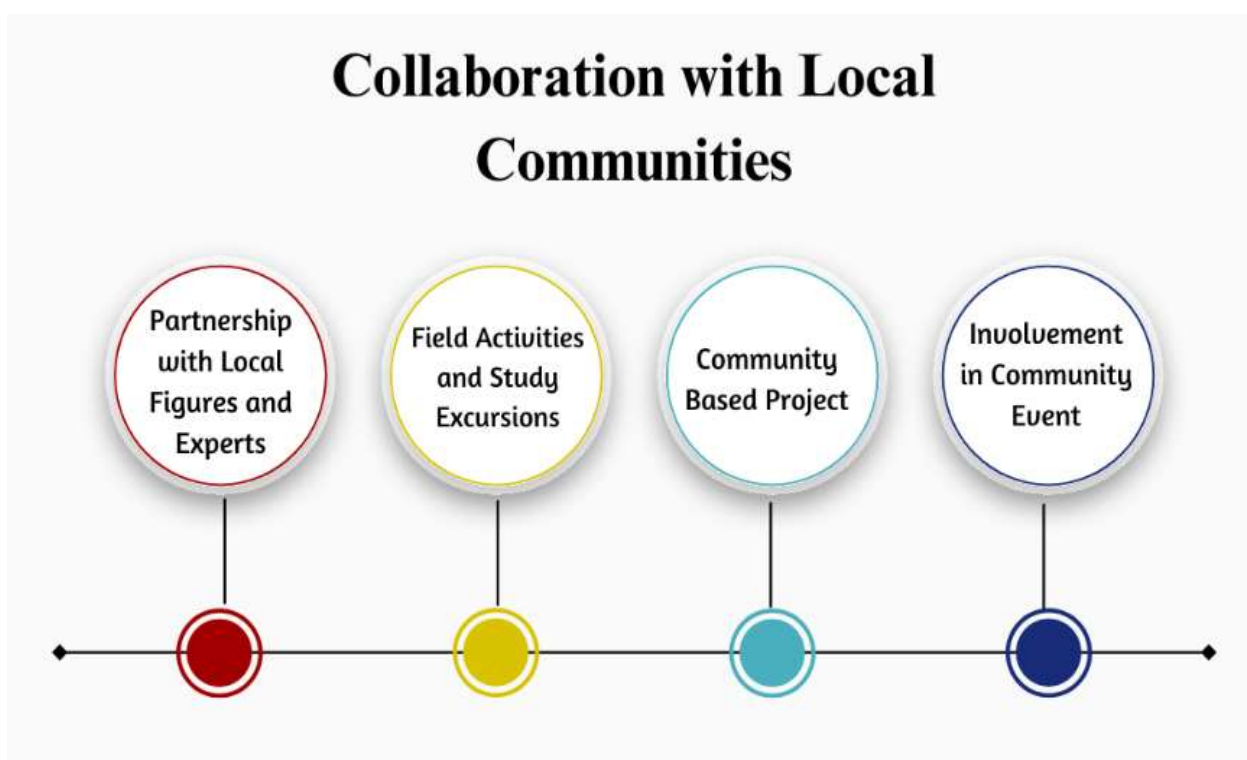 Collaboration with Local
Communities
Partnership
with Local
Figures and
Experts
Field Activities
and Study
Excursions
Community
Based Project
Involvement
in Community
Event